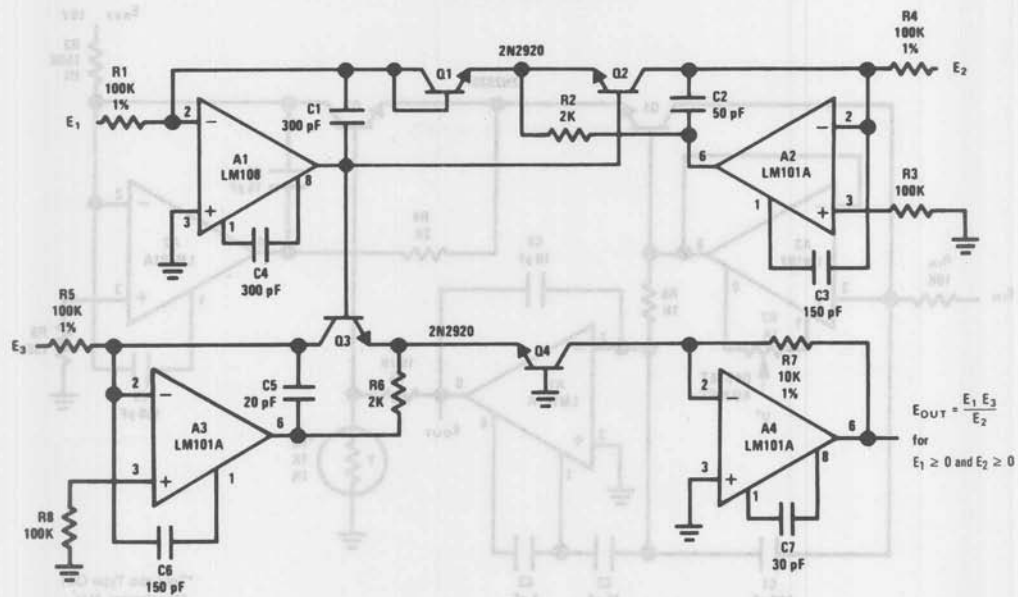 R1
100K
1%
E1
2
3
A1
LM108
8
1
C4
300 pF
C1
300 pF
Q1
2N2920
Q2
R2
2K
C2
50 pF
6
A2
LM101A
2
3
1
C3
150 pF
R4
100K
1%
E2
R3
100K
R5
100K
1%
E3
Q3
2N2920
Q4
C5
20 pF
R6
2K
2
3
A3
LM101A
6
1
R8
100K
C6
150 pF
R7
10K
1%
2
3
A4
LM101A
6
8
1
C7
30 pF
EOUT = E1 E3
E2
for
E1 ≥ 0 and E2 ≥ 0